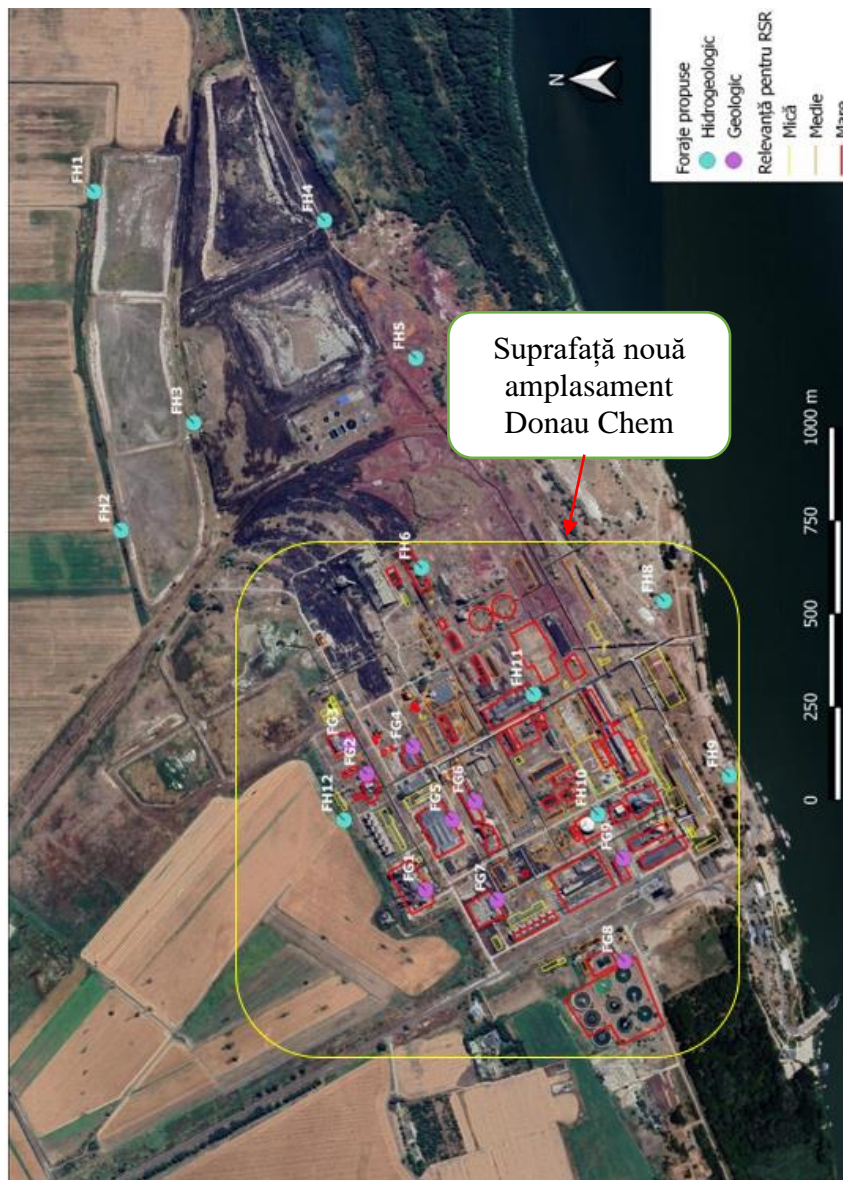 FH1
FH2
FH3
FH4
FH5
FH6
FH8
FH9
FH10
FH11
FH12
FG1
FG2
FG3
FG4
FG5
FG6
FG7
FG8
FG9
Suprafață nouă
amplasament
Donau Chem
N
Foraje propuse
Hidrogeologic
Geologic
Relevanță pentru RSR
Mică
Medie
Mare
0 250 500 750 1000 m